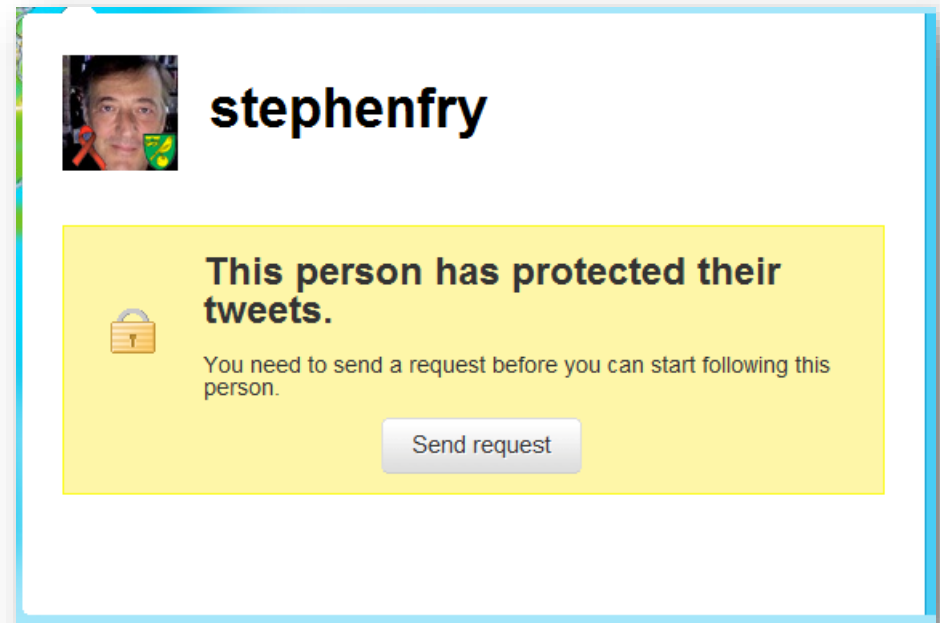 stephenfry
This person has protected their
tweets.
You need to send a request before you can start following this
person.
Send request